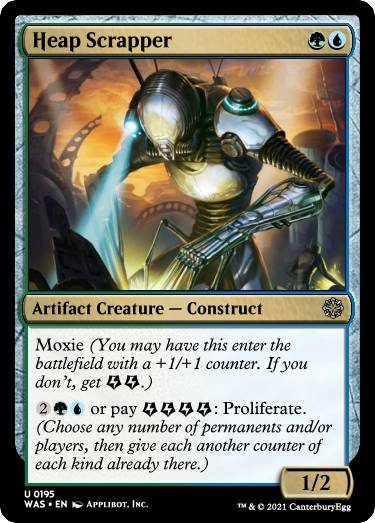 Heap Scrapper
Artifact Creature — Construct
Moxie (You may have this enter the
battlefield with a +1/+1 counter. If you
don't, get .)
2 or pay : Proliferate.
(Choose any number of permanents and/or
players, then give each another counter of
each kind already there.)
1/2
U 0195
WAS • EN Applibot, Inc.
™ & © 2021 CanterburyEgg